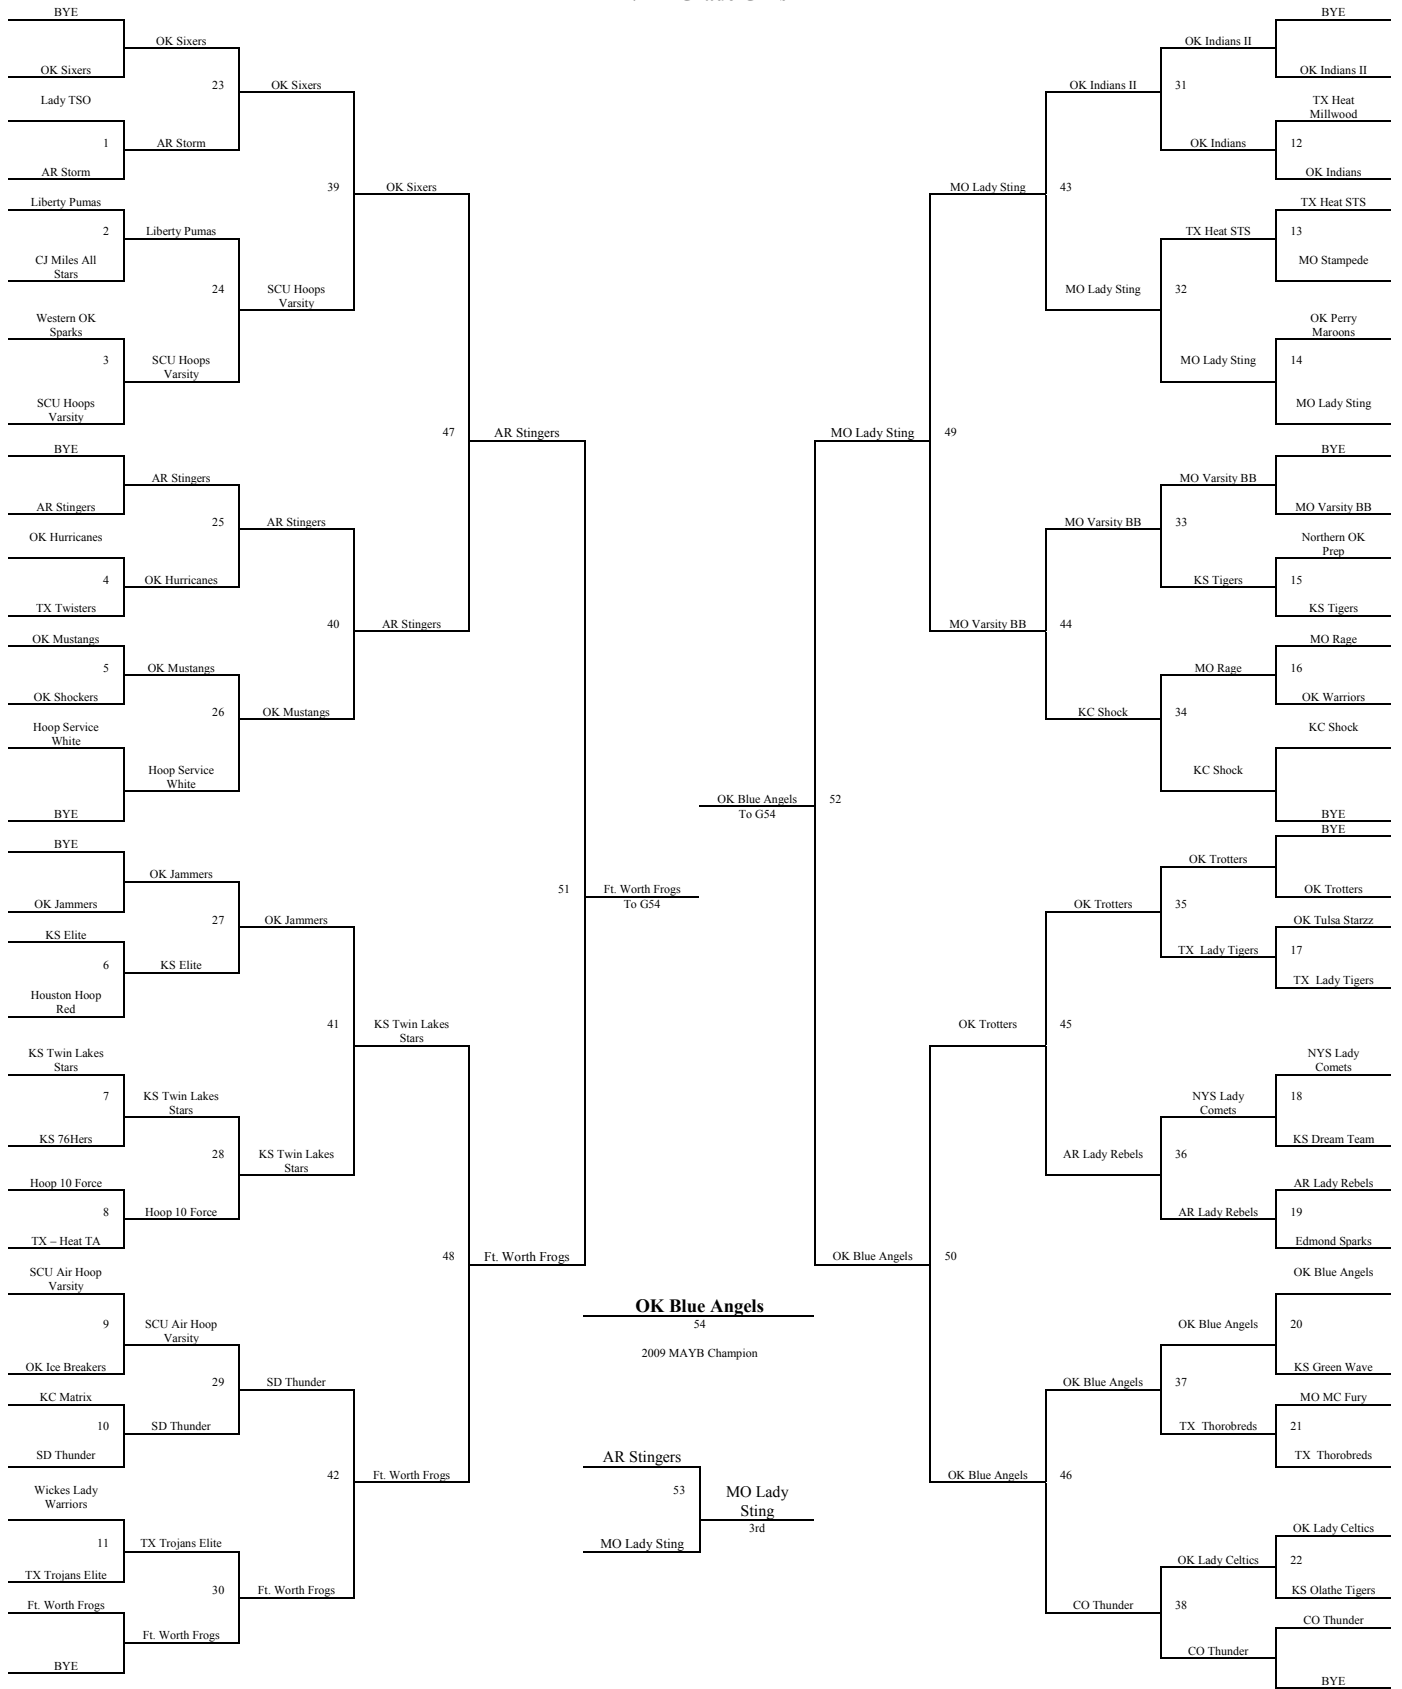 BYE
OK Sixers
OK Sixers
23
OK Sixers
Lady TSO
1
AR Storm
AR Storm
39
OK Sixers
Liberty Pumas
2
Liberty Pumas
CJ Miles All
Stars
24
SCU Hoops
Varsity
Western OK
Sparks
3
SCU Hoops
Varsity
SCU Hoops
Varsity
47
AR Stingers
BYE
AR Stingers
AR Stingers
25
AR Stingers
OK Hurricanes
4
OK Hurricanes
TX Twisters
40
AR Stingers
OK Mustangs
5
OK Mustangs
OK Shockers
26
OK Mustangs
Hoop Service
White
Hoop Service
White
BYE
BYE
OK Jammers
OK Jammers
27
OK Jammers
KS Elite
6
KS Elite
Houston Hoop
Red
41
KS Twin Lakes
Stars
KS Twin Lakes
Stars
7
KS Twin Lakes
Stars
KS 76Hers
28
KS Twin Lakes
Stars
Hoop 10 Force
8
Hoop 10 Force
TX – Heat TA
48
Ft. Worth Frogs
SCU Air Hoop
Varsity
9
SCU Air Hoop
Varsity
OK Ice Breakers
29
SD Thunder
KC Matrix
10
SD Thunder
SD Thunder
42
Ft. Worth Frogs
Wickes Lady
Warriors
11
TX Trojans Elite
TX Trojans Elite
30
Ft. Worth Frogs
Ft. Worth Frogs
Ft. Worth Frogs
BYE
51
Ft. Worth Frogs
To G54
OK Blue Angels
To G54
52
OK Blue Angels
54
2009 MAYB Champion
AR Stingers
53
MO Lady
Sting
3rd
MO Lady Sting
BYE
OK Indians II
OK Indians II
OK Indians II
31
TX Heat
Millwood
OK Indians
12
OK Indians
MO Lady Sting
43
TX Heat STS
TX Heat STS
13
MO Stampede
MO Lady Sting
32
OK Perry
Maroons
MO Lady Sting
14
MO Lady Sting
MO Lady Sting
49
BYE
MO Varsity BB
MO Varsity BB
MO Varsity BB
33
Northern OK
Prep
KS Tigers
15
KS Tigers
MO Varsity BB
44
MO Rage
MO Rage
16
OK Warriors
KC Shock
34
KC Shock
KC Shock
BYE
BYE
OK Trotters
OK Trotters
OK Trotters
35
OK Tulsa Starzz
TX Lady Tigers
17
TX Lady Tigers
OK Trotters
45
NYS Lady
Comets
NYS Lady
Comets
18
KS Dream Team
AR Lady Rebels
36
AR Lady Rebels
AR Lady Rebels
19
Edmond Sparks
OK Blue Angels
50
OK Blue Angels
OK Blue Angels
20
KS Green Wave
OK Blue Angels
37
MO MC Fury
TX Thorobreds
21
TX Thorobreds
OK Blue Angels
46
OK Lady Celtics
OK Lady Celtics
22
KS Olathe Tigers
CO Thunder
38
CO Thunder
CO Thunder
BYE